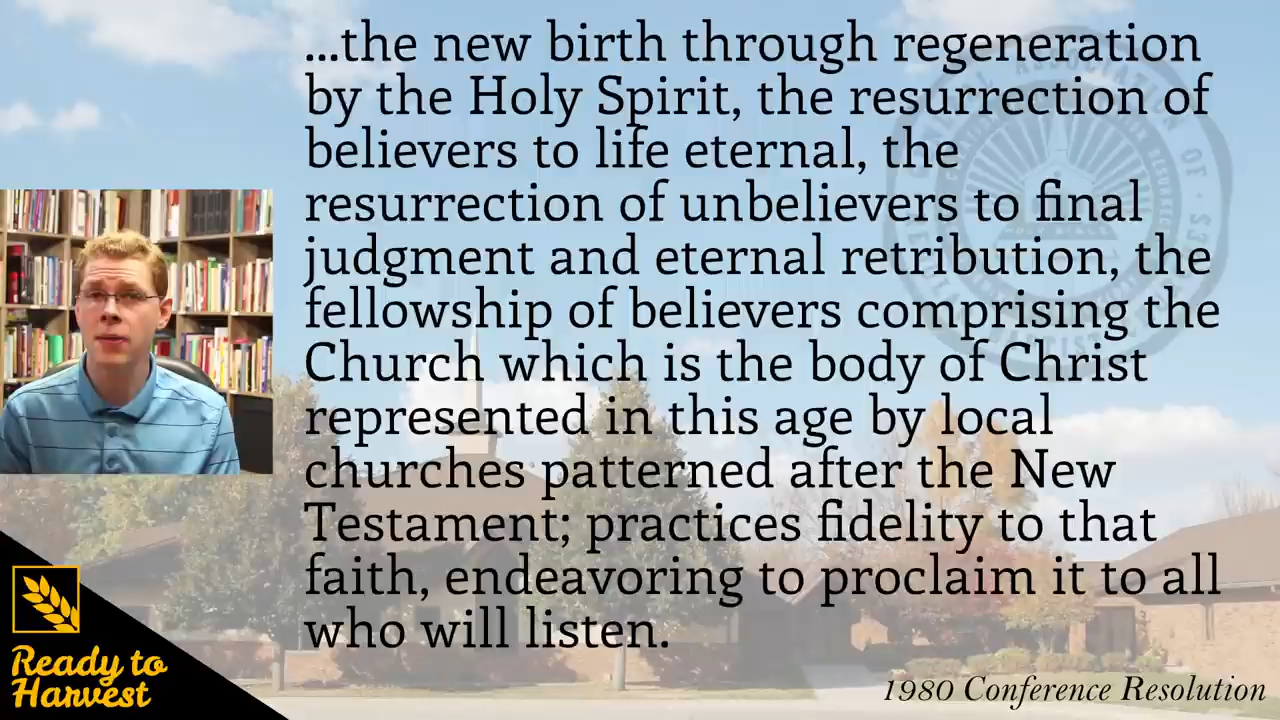 ...the new birth through regeneration
by the Holy Spirit, the resurrection of
believers to life eternal, the
resurrection of unbelievers to final
judgment and eternal retribution, the
fellowship of believers comprising the
Church which is the body of Christ
represented in this age by local
churches patterned after the New
Testament; practices fidelity to that
faith, endeavoring to proclaim it to all
who will listen.
1980 Conference Resolution
Ready to
Harvest
HOLY BIBLE